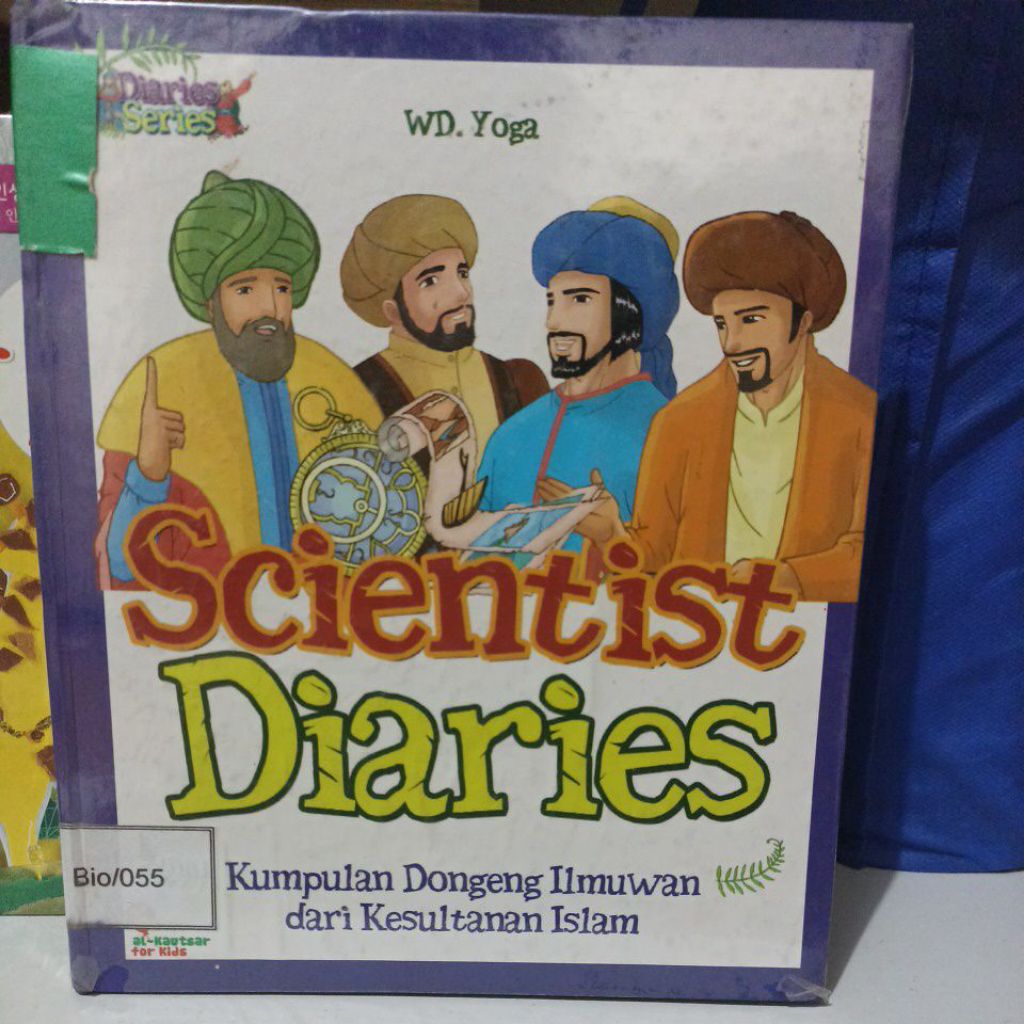 Diaries
Series
WD. Yoga
Scientist
Diaries
Bio/055
Kumpulan Dongeng Ilmuwan
dari Kesultanan Islam
al-kautsar
for kids